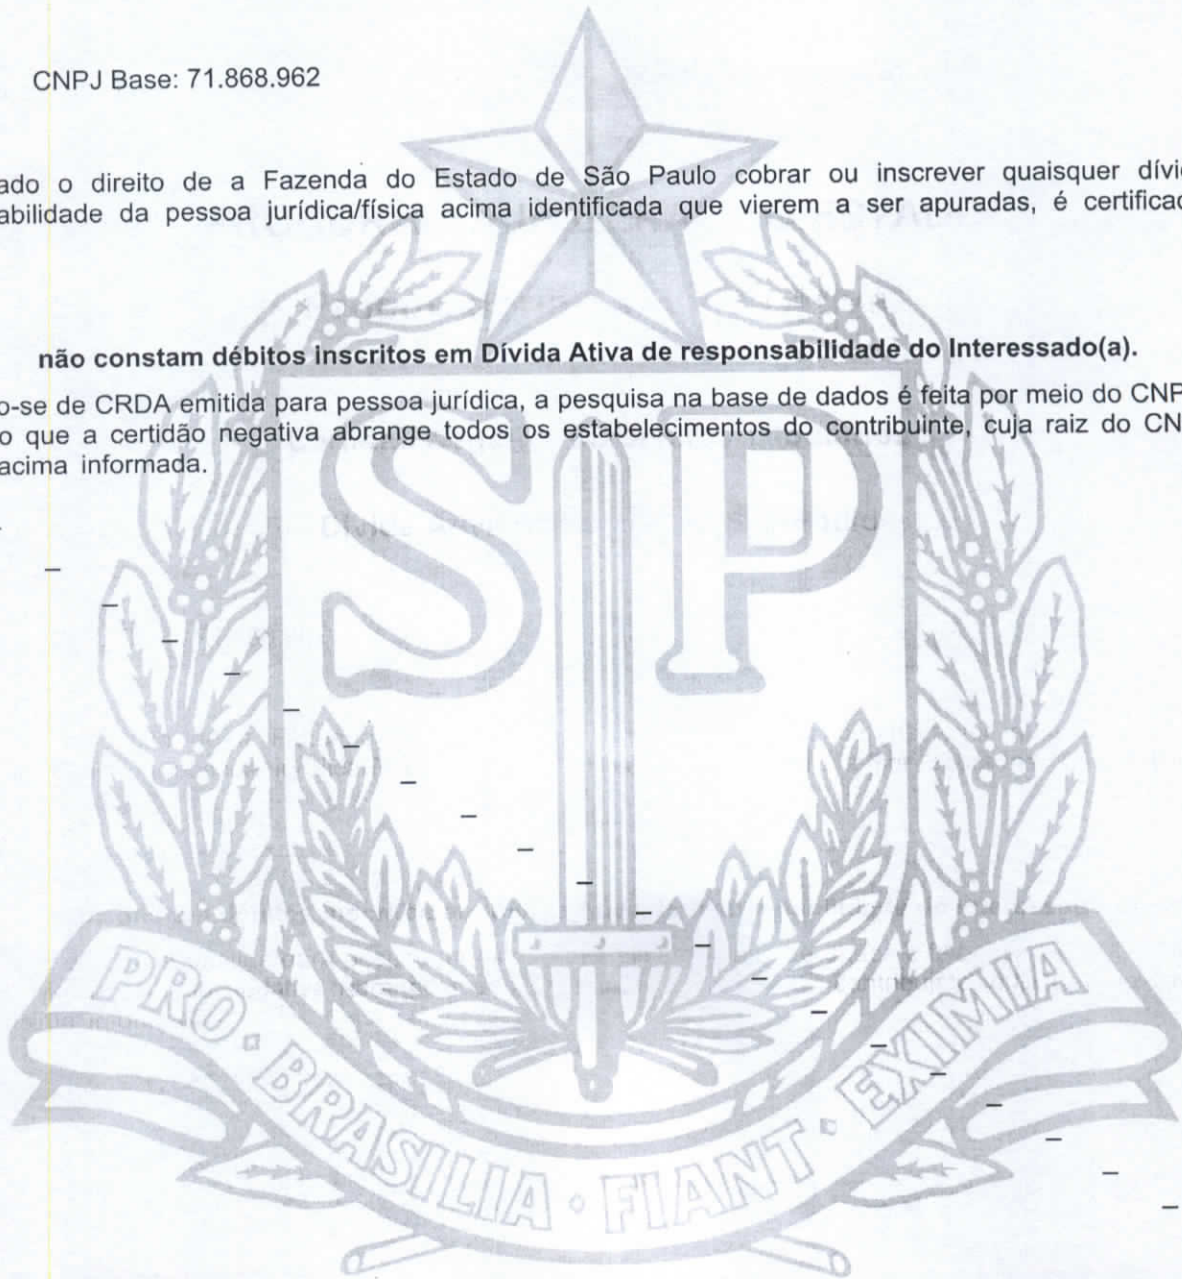 CNPJ Base: 71.868.962
ado o direito de a Fazenda do Estado de São Paulo cobrar ou inscrever quaisquer dívi
abilidade da pessoa jurídica/física acima identificada que vierem a ser apuradas, é certifica
não constam débitos inscritos em Dívida Ativa de responsabilidade do Interessado(a).
o-se de CRDA emitida para pessoa jurídica, a pesquisa na base de dados é feita por meio do CNP
o que a certidão negativa abrange todos os estabelecimentos do contribuinte, cuja raiz do CN
acima informada.
SP
PRO · BRASILIA · FIANT · EXIMIA